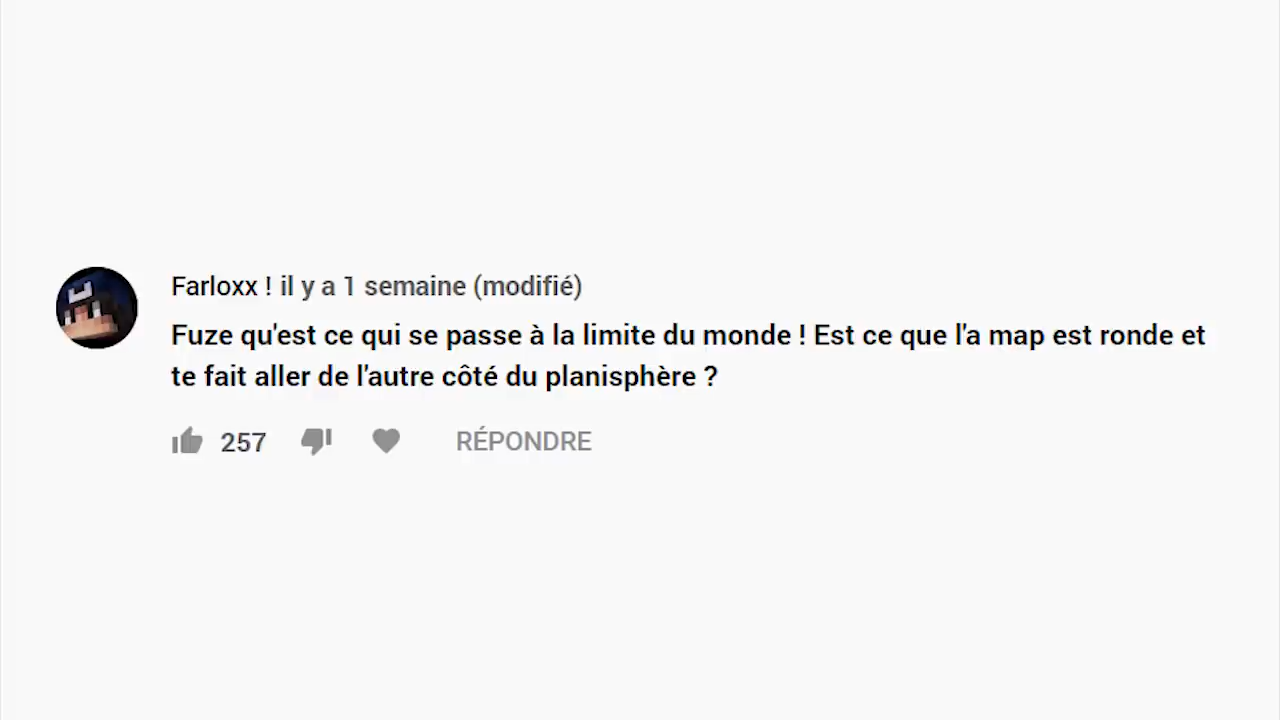 Farloxx ! il y a 1 semaine (modifié)
Fuze qu'est ce qui se passe à la limite du monde ! Est ce que l'a map est ronde et
te fait aller de l'autre côté du planisphère ?
257 RÉPONDRE